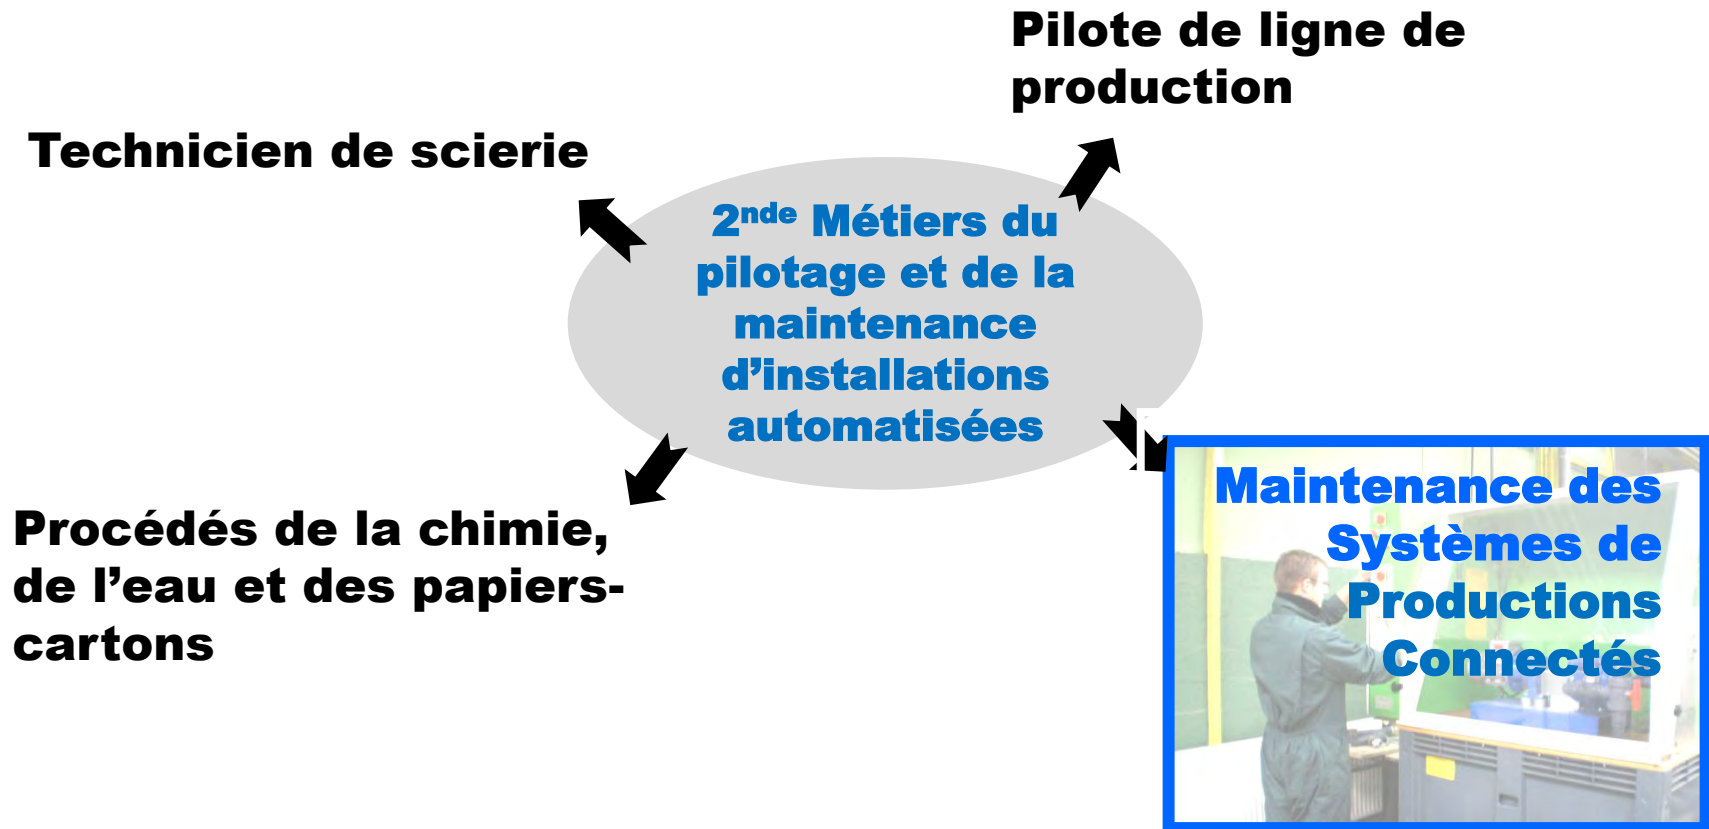 Pilote de ligne de
production
Technicien de scierie
2nde Métiers du
pilotage et de la
maintenance
d’installations
automatisées
Procédés de la chimie,
de l’eau et des papiers-
cartons
Maintenance des
Systèmes de
Productions
Connectés